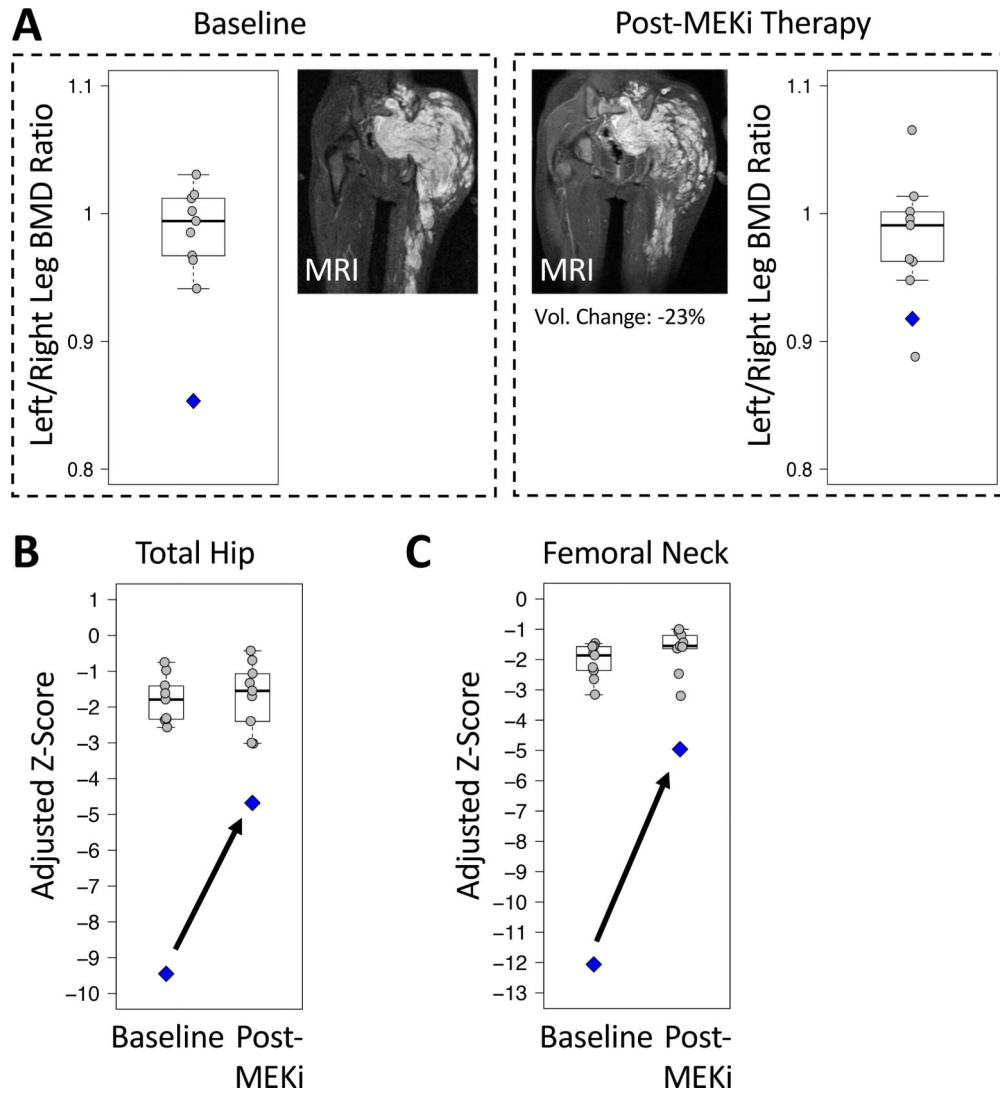 A
Baseline
Post-MEKi Therapy
Left/Right Leg BMD Ratio
1.1
1
0.9
0.8
MRI
MRI
Vol. Change: -23%
Left/Right Leg BMD Ratio
1.1
1
0.9
0.8
B
Total Hip
Adjusted Z-Score
1
0
−1
−2
−3
−4
−5
−6
−7
−8
−9
−10
Baseline
Post-
MEKi
C
Femoral Neck
Adjusted Z-Score
0
−1
−2
−3
−4
−5
−6
−7
−8
−9
−10
−11
−12
−13
Baseline
Post-
MEKi